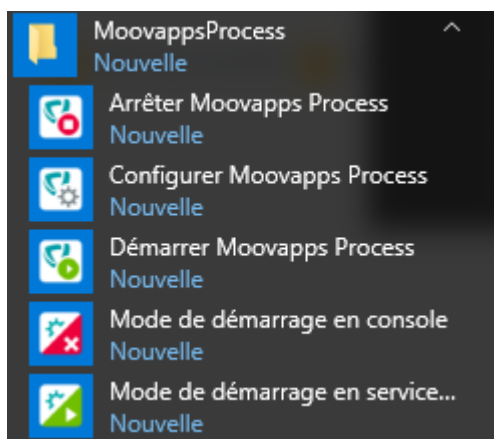 MoovappsProcess
Nouvelle
Arrêter Moovapps Process
Nouvelle
Configurer Moovapps Process
Nouvelle
Démarrer Moovapps Process
Nouvelle
Mode de démarrage en console
Nouvelle
Mode de démarrage en service...
Nouvelle